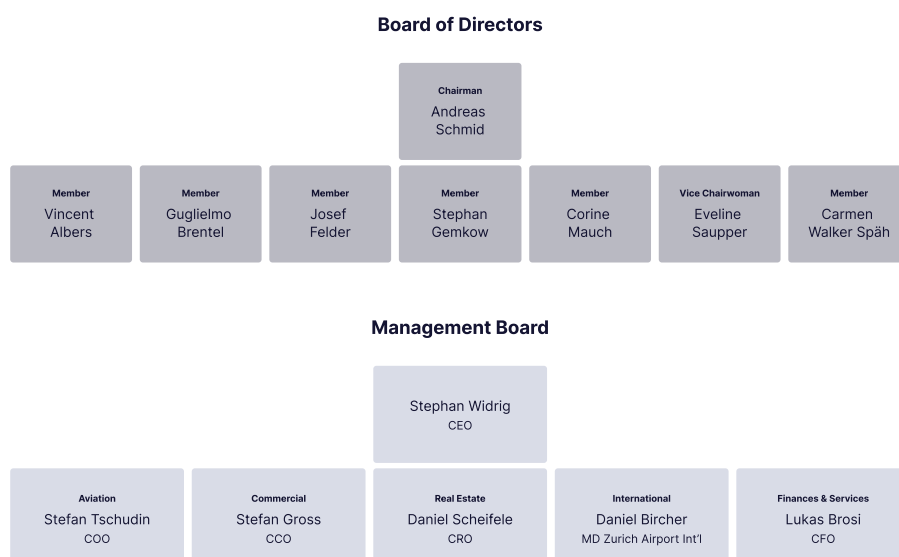 Board of Directors
Chairman
Andreas
Schmid
Member
Vincent
Albers
Member
Guglielmo
Brentel
Member
Josef
Felder
Member
Stephan
Gemkow
Member
Corine
Mauch
Vice Chairwoman
Eveline
Saupper
Member
Carmen
Walker Späh
Management Board
Stephan Widrig
CEO
Aviation
Stefan Tschudin
COO
Commercial
Stefan Gross
CCO
Real Estate
Daniel Scheifele
CRO
International
Daniel Bircher
MD Zurich Airport Int’l
Finances & Services
Lukas Brosi
CFO